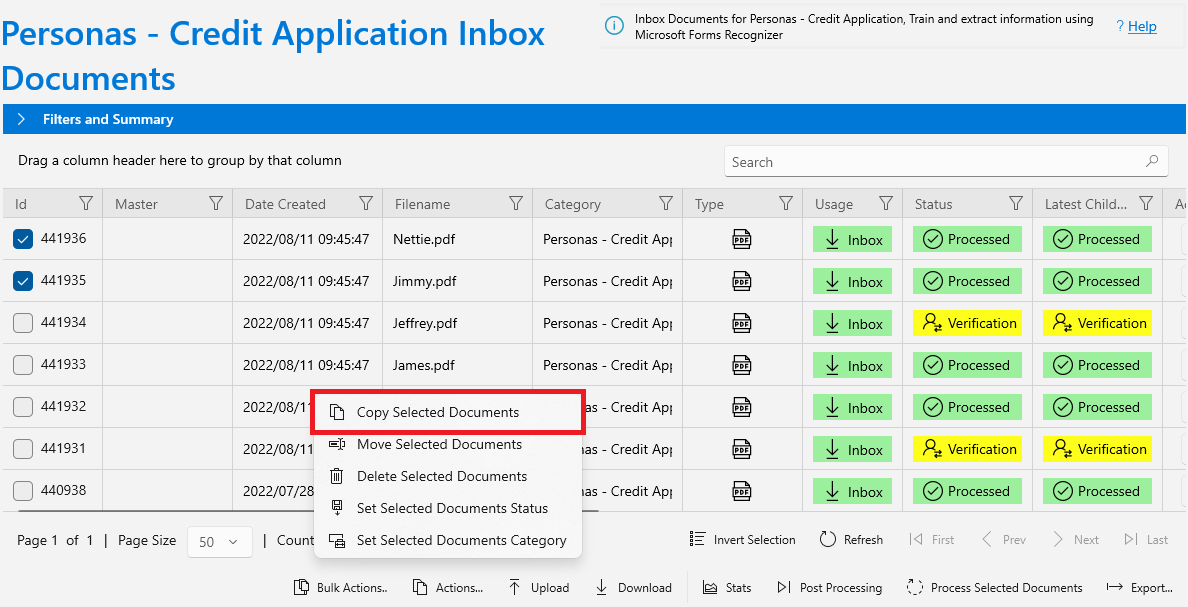 Personas - Credit Application Inbox
Documents
Inbox Documents for Personas - Credit Application, Train and extract information using
Microsoft Forms Recognizer
? Help
Filters and Summary
Drag a column header here to group by that column
Search
Id Master Date Created Filename Category Type Usage Status Latest Child...
441936 2022/08/11 09:45:47 Nettie.pdf Personas - Credit App PDF Inbox Processed Processed
441935 2022/08/11 09:45:47 Jimmy.pdf Personas - Credit App PDF Inbox Processed Processed
441934 2022/08/11 09:45:47 Jeffrey.pdf Personas - Credit App PDF Inbox Verification Verification
441933 2022/08/11 09:45:47 James.pdf Personas - Credit App PDF Inbox Processed Processed
441932 2022/08/11 as - Credit App PDF Inbox Processed Processed
441931 2022/08/11 as - Credit App PDF Inbox Verification Verification
440938 2022/07/28 as - Credit App PDF Inbox Processed Processed
Copy Selected Documents
Move Selected Documents
Delete Selected Documents
Set Selected Documents Status
Set Selected Documents Category
Page 1 of 1 | Page Size 50 | Count Invert Selection Refresh First Prev Next Last
Bulk Actions.. Actions... Upload Download Stats Post Processing Process Selected Documents Export...